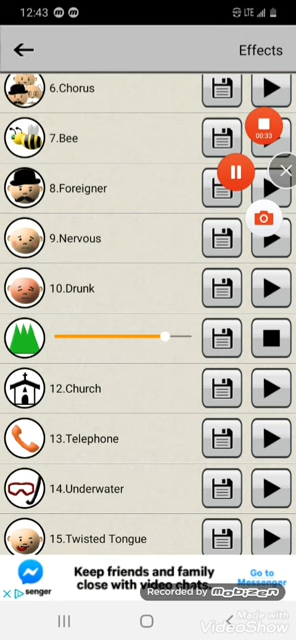 12:43
LTE
Effects
6.Chorus
7.Bee
00:33
8.Foreigner
9.Nervous
10.Drunk
12.Church
13.Telephone
14.Underwater
15.Twisted Tongue
Keep friends and family
close with video chats.
Go to
Messenger
senger
Recorded by mobizen
Made with
VideoShow